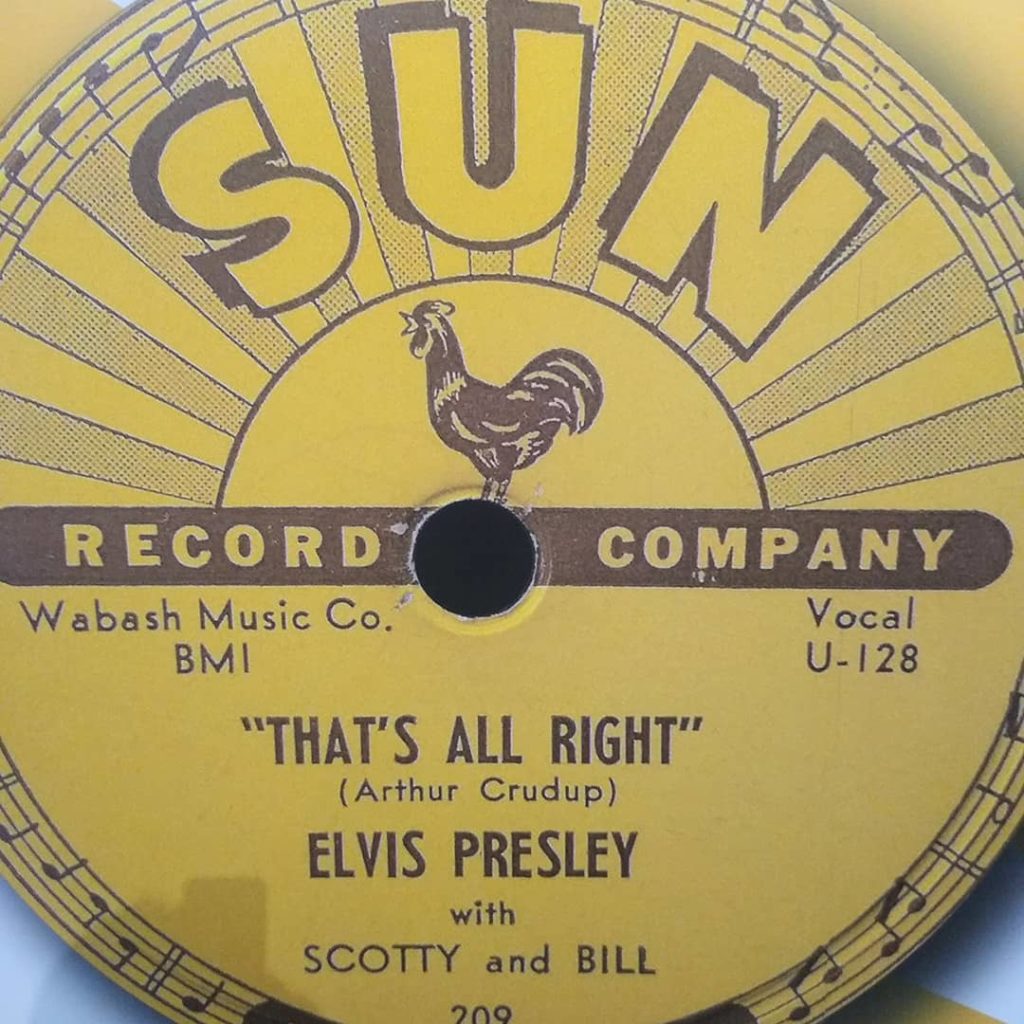 SUN
RECORD COMPANY
Wabash Music Co.
BMI
Vocal
U-128
"THAT'S ALL RIGHT"
(Arthur Crudup)
ELVIS PRESLEY
with
SCOTTY and BILL
209